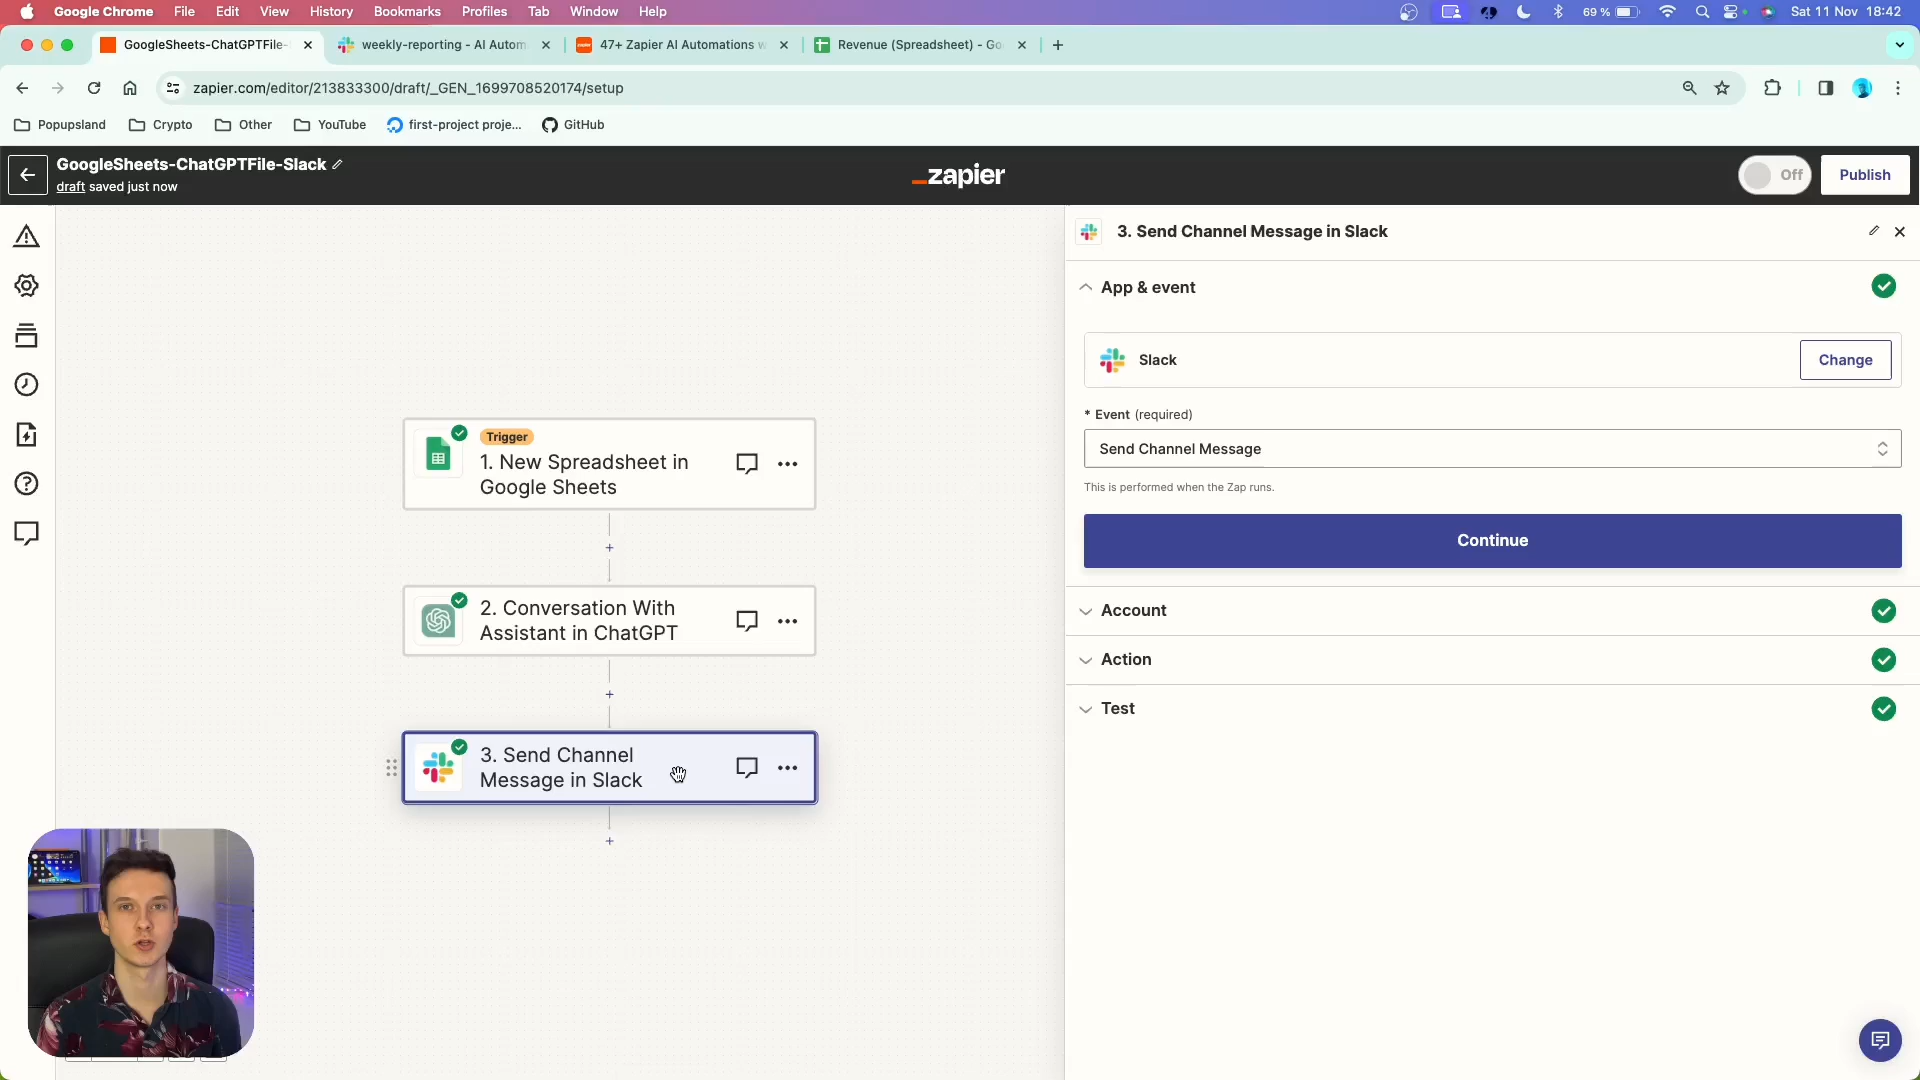 Google Chrome File Edit View History Bookmarks Profiles Tab Window Help 69 % Sat 11 Nov 18:42
GoogleSheets-ChatGPTFile- weekly-reporting - AI Autom 47+ Zapier AI Automations w Revenue (Spreadsheet) - Go
zapier.com/editor/213833300/draft/_GEN_1699708520174/setup
Popupsland Crypto Other YouTube first-project proje... GitHub
GoogleSheets-ChatGPTFile-Slack
draft saved just now
_zapier
Off
Publish
3. Send Channel Message in Slack
App & event
Slack
Change
* Event (required)
Send Channel Message
This is performed when the Zap runs.
Continue
Account
Action
Test
Trigger
1. New Spreadsheet in
Google Sheets
2. Conversation With
Assistant in ChatGPT
3. Send Channel
Message in Slack